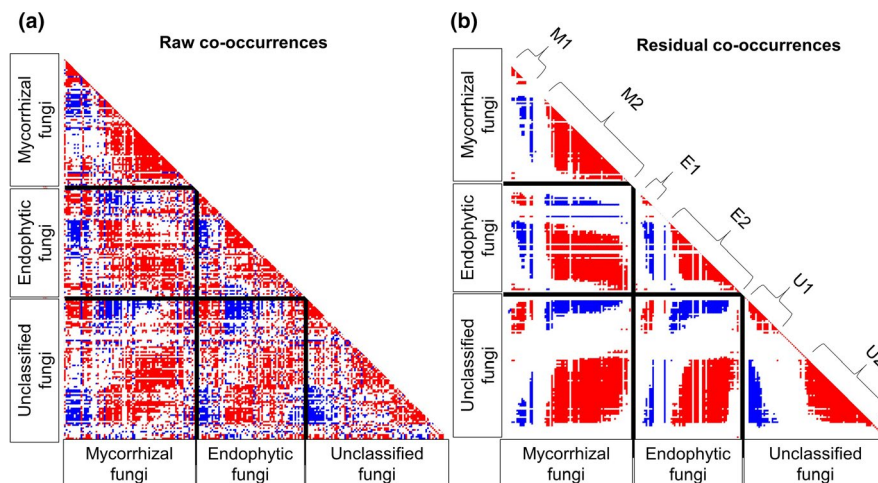 (a)
Raw co-occurrences
Mycorrhizal
fungi
Endophytic
fungi
Unclassified
fungi
Mycorrhizal
fungi
Endophytic
fungi
Unclassified
fungi
(b)
Residual co-occurrences
M1
M2
E1
E2
U1
U2
Mycorrhizal
fungi
Endophytic
fungi
Unclassified
fungi
Mycorrhizal
fungi
Endophytic
fungi
Unclassified
fungi